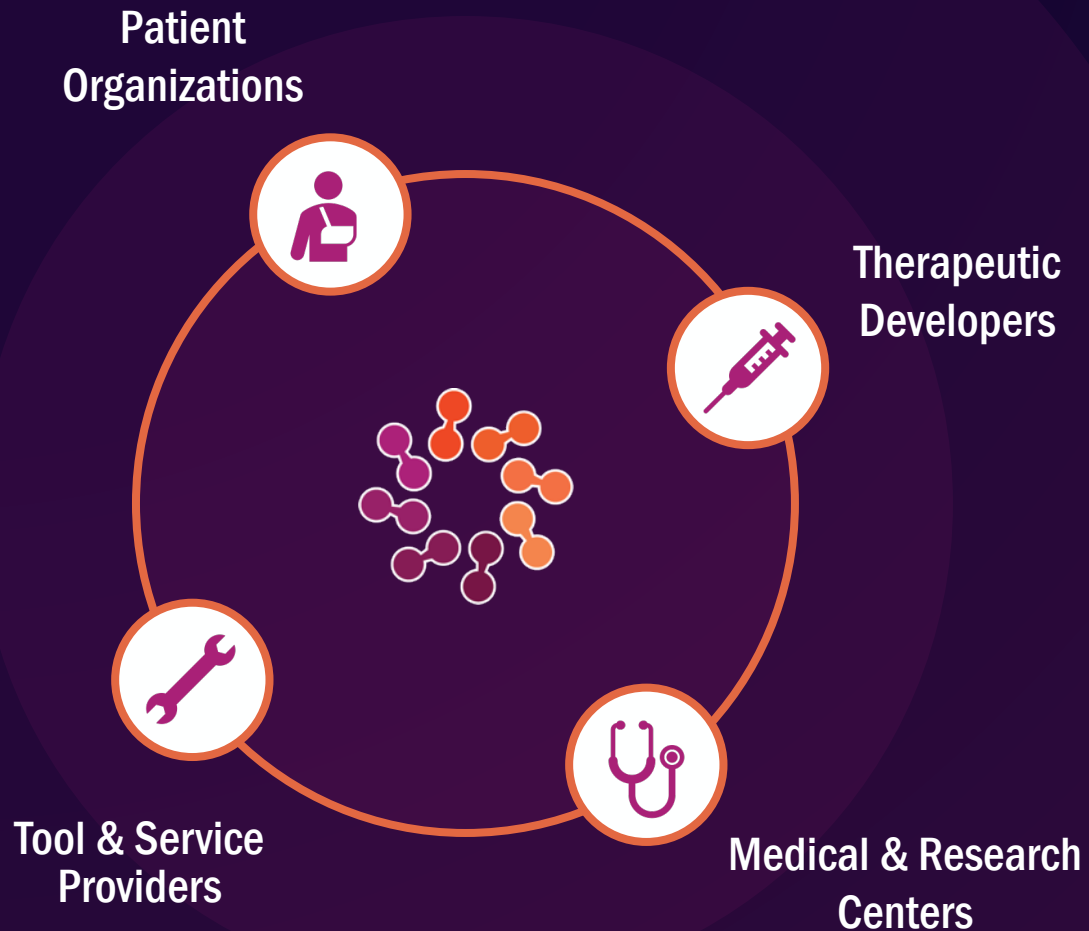 Patient
Organizations
Therapeutic
Developers
Tool & Service
Providers
Medical & Research
Centers